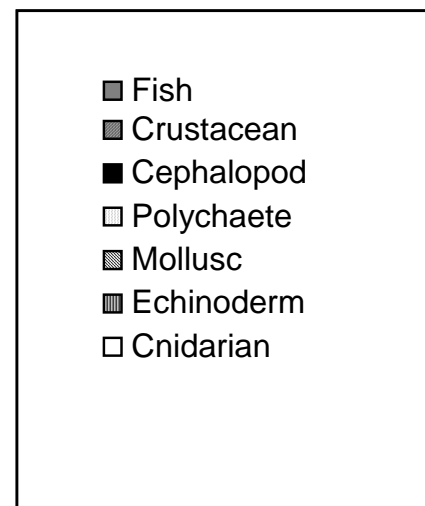 Fish
Crustacean
Cephalopod
Polychaete
Mollusc
Echinoderm
Cnidarian